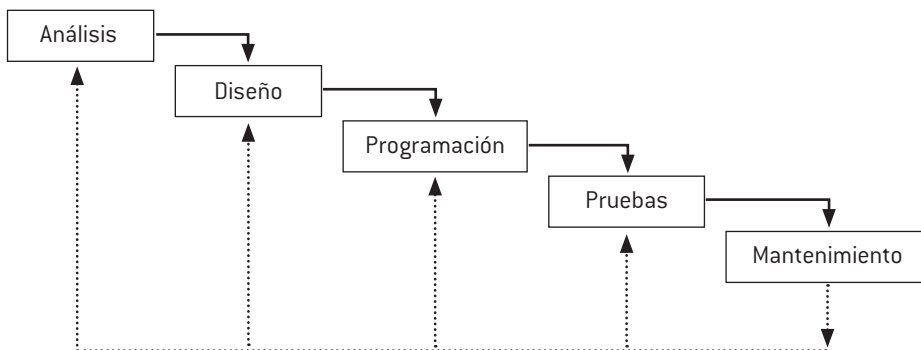 Análisis
Diseño
Programación
Pruebas
Mantenimiento